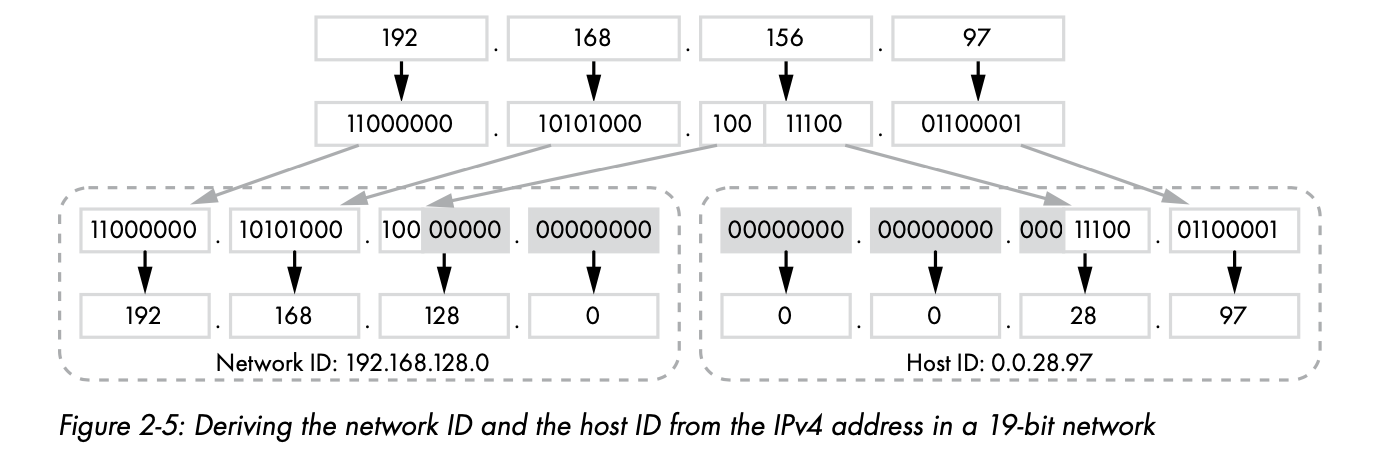 192 . 168 . 156 . 97
11000000 . 10101000 . 100 11100 . 01100001
11000000 . 10101000 . 100 00000 . 00000000
192 . 168 . 128 . 0
Network ID: 192.168.128.0
00000000 . 00000000 . 000 11100 . 01100001
0 . 0 . 28 . 97
Host ID: 0.0.28.97
Figure 2-5: Deriving the network ID and the host ID from the IPv4 address in a 19-bit network